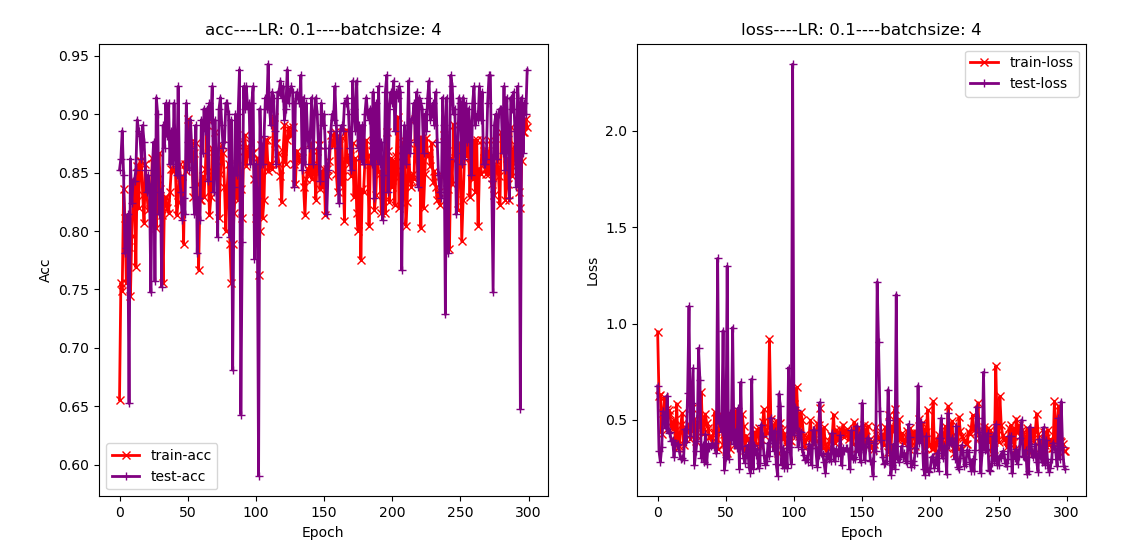 acc----LR: 0.1----batchsize: 4
0.95
0.90
0.85
0.80
0.75
0.70
0.65
0.60
Acc
train-acc
test-acc
0 50 100 150 200 250 300
Epoch
loss----LR: 0.1----batchsize: 4
train-loss
test-loss
2.0
1.5
1.0
0.5
Loss
0 50 100 150 200 250 300
Epoch